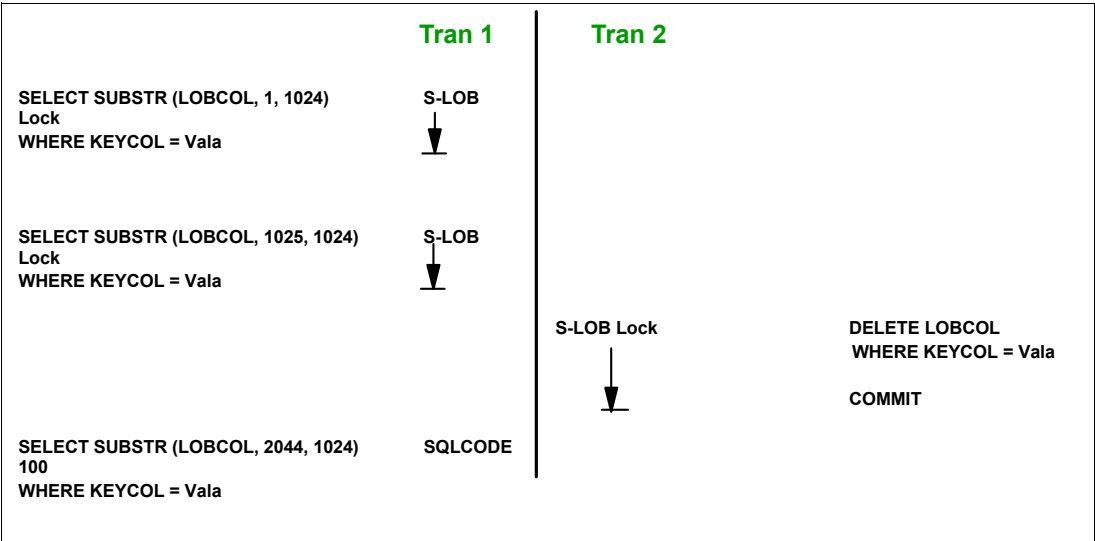 Tran 1 Tran 2
SELECT SUBSTR (LOBCOL, 1, 1024) S-LOB
Lock
WHERE KEYCOL = Vala
SELECT SUBSTR (LOBCOL, 1025, 1024) S-LOB
Lock
WHERE KEYCOL = Vala
S-LOB Lock DELETE LOBCOL
WHERE KEYCOL = Vala
COMMIT
SELECT SUBSTR (LOBCOL, 2044, 1024) SQLCODE
100
WHERE KEYCOL = Vala